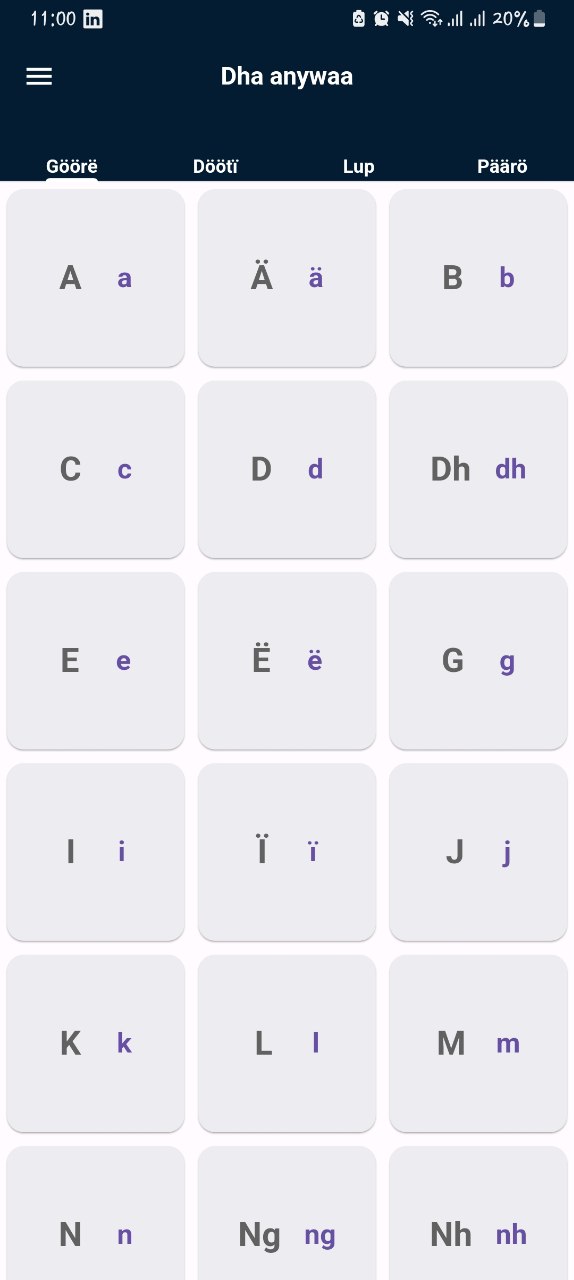 11:00 in 20%
Dha anywaa
Göörë Döötï Lup Päärö
A a Ä ä B b
C c D d Dh dh
E e Ë ë G g
I i Ï ï J j
K k L l M m
N n Ng ng Nh nh